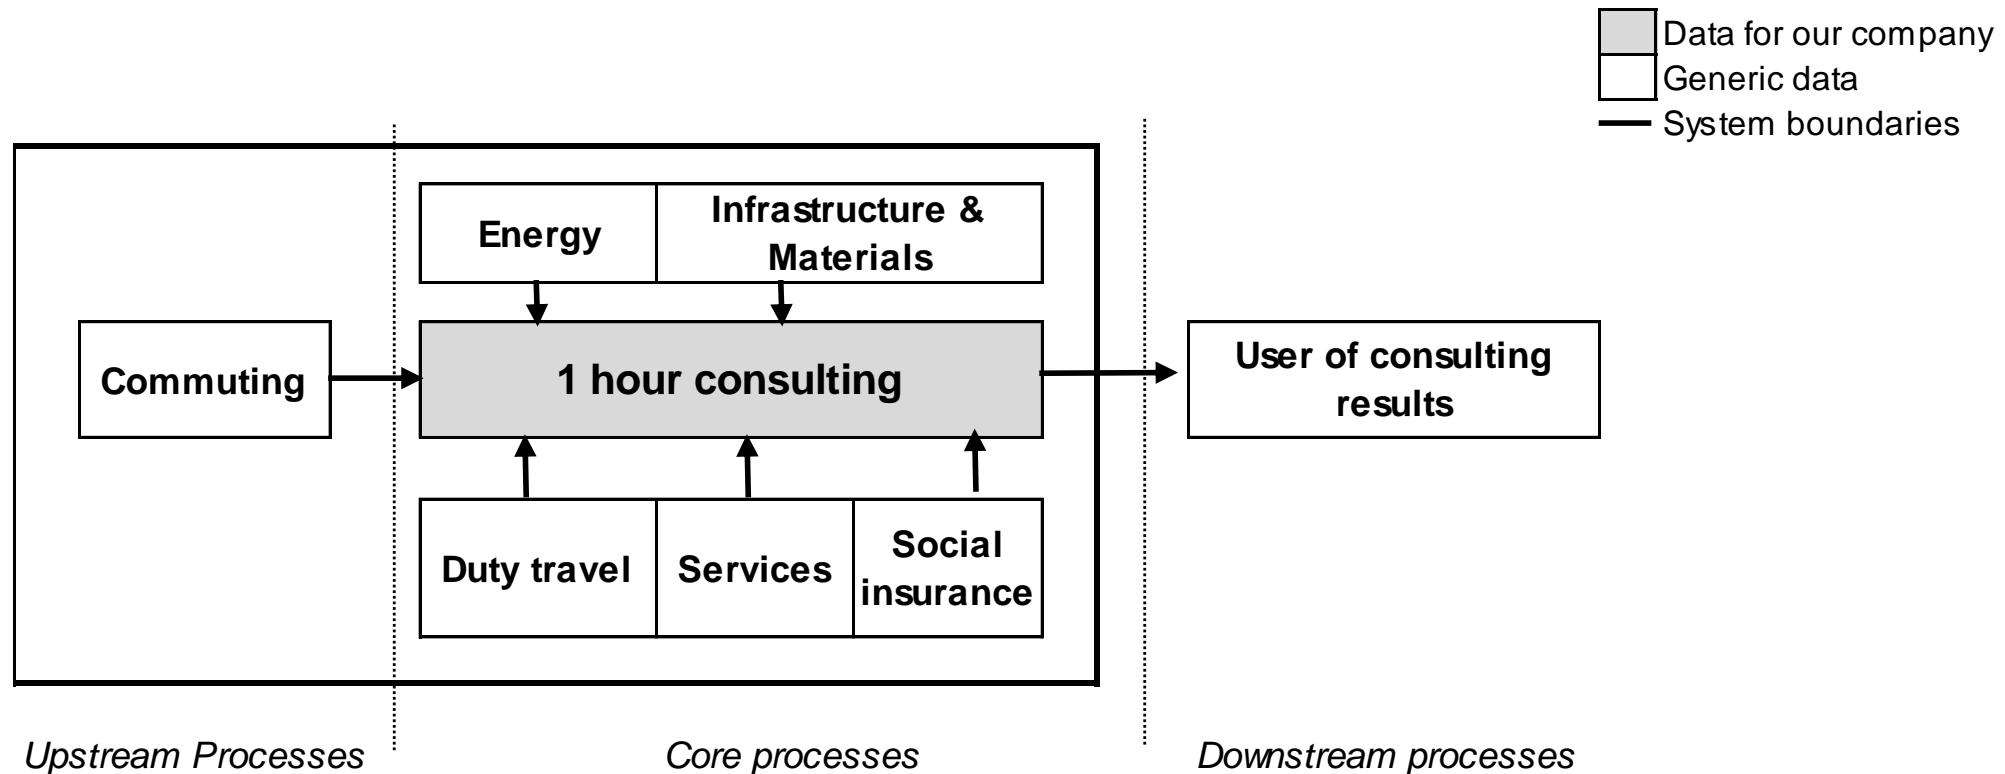 Data for our company
Generic data
System boundaries
Energy
Infrastructure &
Materials
Commuting
1 hour consulting
User of consulting
results
Duty travel
Services
Social
insurance
Upstream Processes
Core processes
Downstream processes